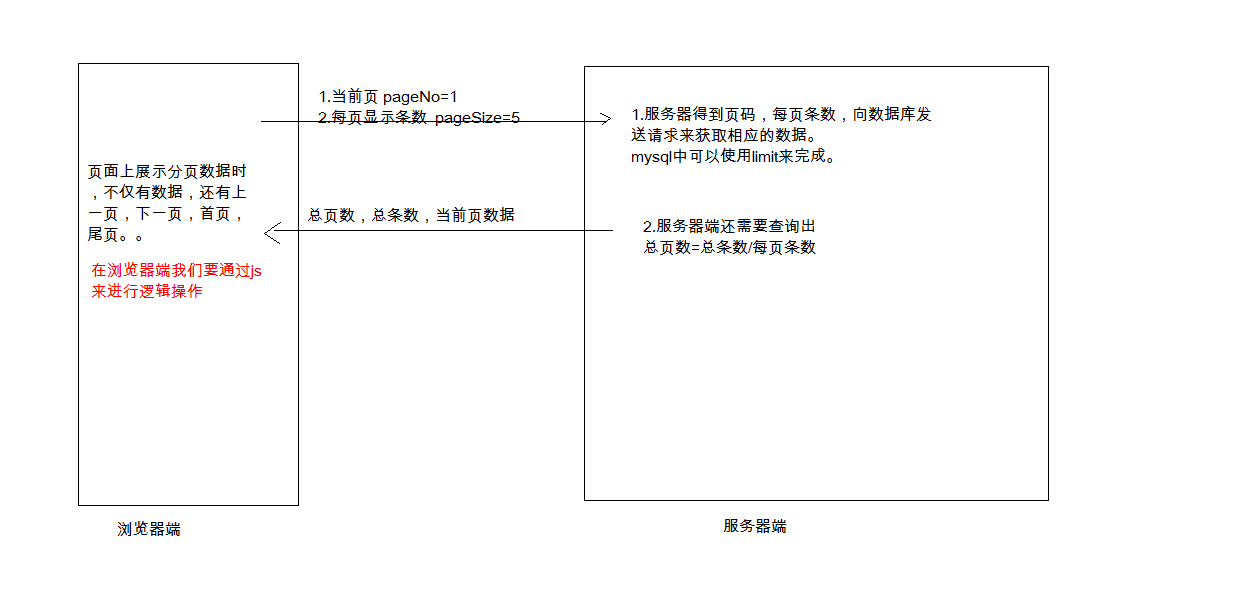 1.当前页 pageNo=1
2.每页显示条数  pageSize=5
1.服务器得到页码，每页条数，向数据库发
送请求来获取相应的数据。
mysql中可以使用limit来完成。
页面上展示分页数据时
，不仅有数据，还有上
一页，下一页，首页，
尾页。。
总页数，总条数，当前页数据
2.服务器端还需要查询出
总页数=总条数/每页条数
在浏览器端我们要通过js
来进行逻辑操作
浏览器端
服务器端